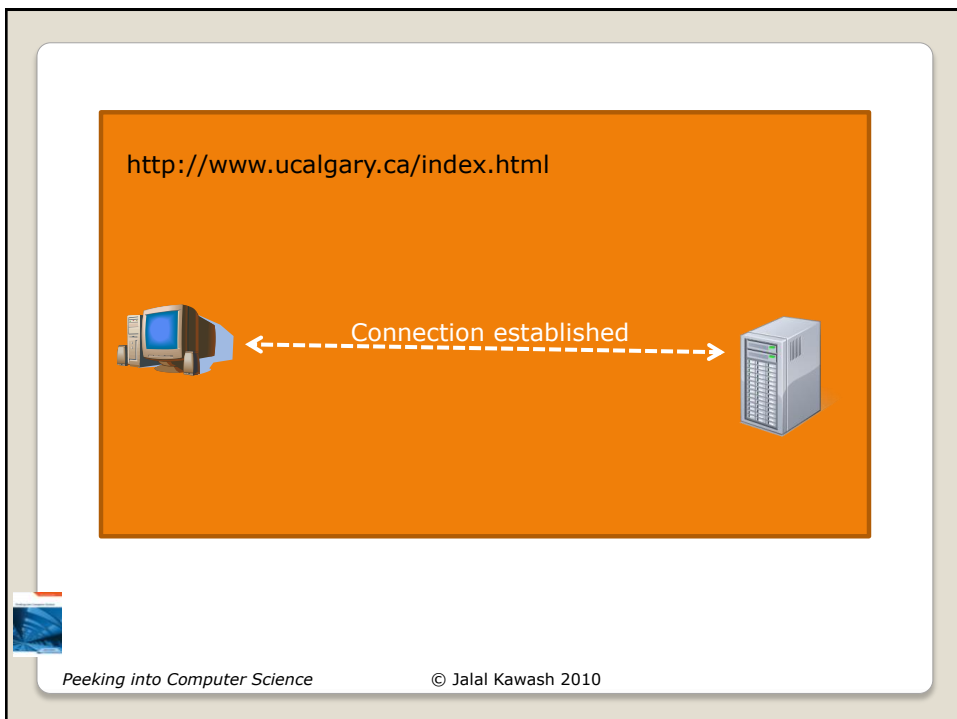 http://www.ucalgary.ca/index.html
Connection established
Peeking into Computer Science © Jalal Kawash 2010